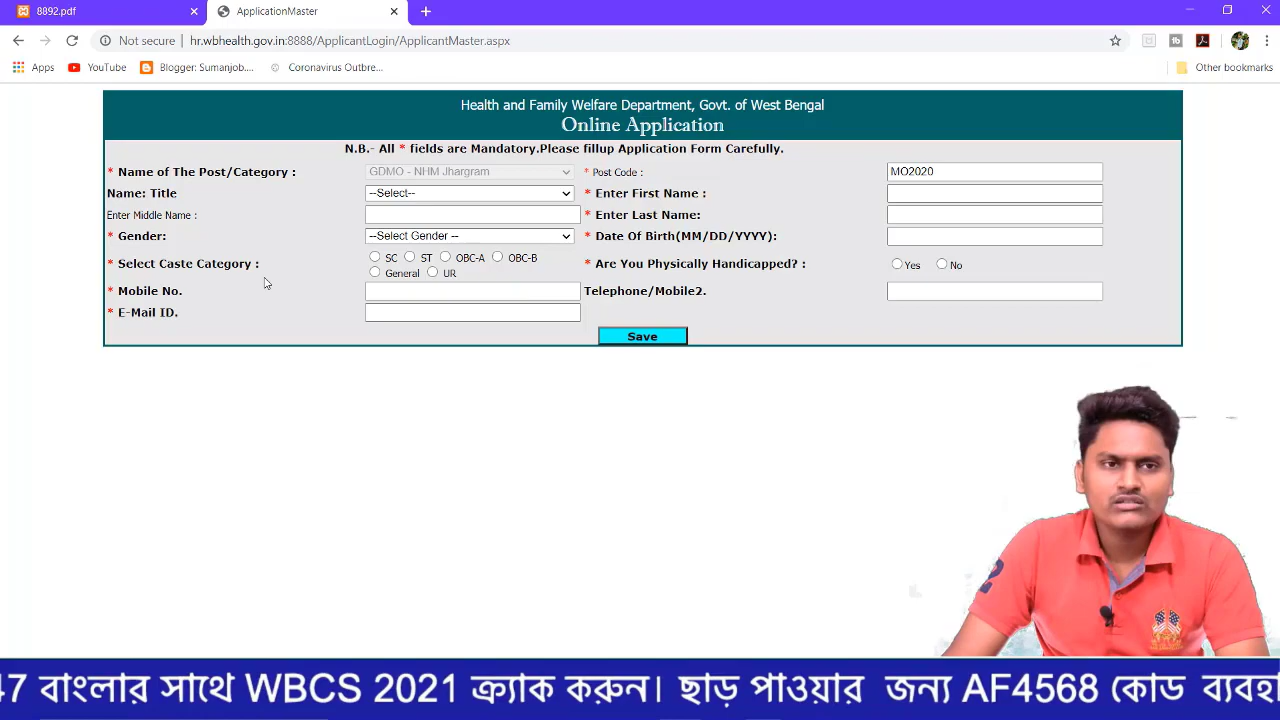 8892.pdf
ApplicationMaster
Not secure | hr.wbhealth.gov.in:8888/ApplicantLogin/ApplicantMaster.aspx
Apps YouTube Blogger: Sumanjob.... Coronavirus Outbre... Other bookmarks
Health and Family Welfare Department, Govt. of West Bengal
Online Application
N.B.- All * fields are Mandatory.Please fillup Application Form Carefully.
* Name of The Post/Category : GDMO - NHM Jhargram * Post Code : MO2020
Name: Title --Select-- * Enter First Name :
Enter Middle Name : * Enter Last Name:
* Gender: --Select Gender -- * Date Of Birth(MM/DD/YYYY):
* Select Caste Category : SC ST OBC-A OBC-B * Are You Physically Handicapped? : Yes No
General UR
* Mobile No. Telephone/Mobile2.
* E-Mail ID.
Save
2
47 বাংলার সাথে WBCS 2021 ক্র্যাক করুন। ছাড় পাওয়ার জন্য AF4568 কোড ব্যবহা